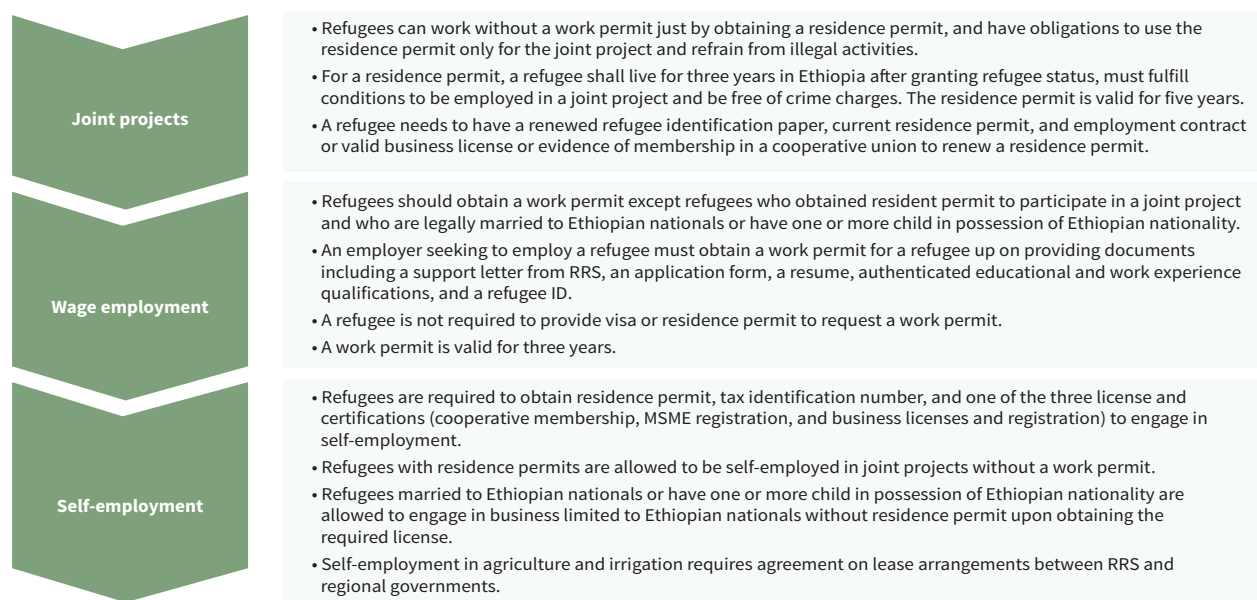 Joint projects
• Refugees can work without a work permit just by obtaining a residence permit, and have obligations to use the
residence permit only for the joint project and refrain from illegal activities.
• For a residence permit, a refugee shall live for three years in Ethiopia after granting refugee status, must fulfill
conditions to be employed in a joint project and be free of crime charges. The residence permit is valid for five years.
• A refugee needs to have a renewed refugee identification paper, current residence permit, and employment contract
or valid business license or evidence of membership in a cooperative union to renew a residence permit.
Wage employment
• Refugees should obtain a work permit except refugees who obtained resident permit to participate in a joint project
and who are legally married to Ethiopian nationals or have one or more child in possession of Ethiopian nationality.
• An employer seeking to employ a refugee must obtain a work permit for a refugee up on providing documents
including a support letter from RRS, an application form, a resume, authenticated educational and work experience
qualifications, and a refugee ID.
• A refugee is not required to provide visa or residence permit to request a work permit.
• A work permit is valid for three years.
Self-employment
• Refugees are required to obtain residence permit, tax identification number, and one of the three license and
certifications (cooperative membership, MSME registration, and business licenses and registration) to engage in
self-employment.
• Refugees with residence permits are allowed to be self-employed in joint projects without a work permit.
• Refugees married to Ethiopian nationals or have one or more child in possession of Ethiopian nationality are
allowed to engage in business limited to Ethiopian nationals without residence permit upon obtaining the
required license.
• Self-employment in agriculture and irrigation requires agreement on lease arrangements between RRS and
regional governments.